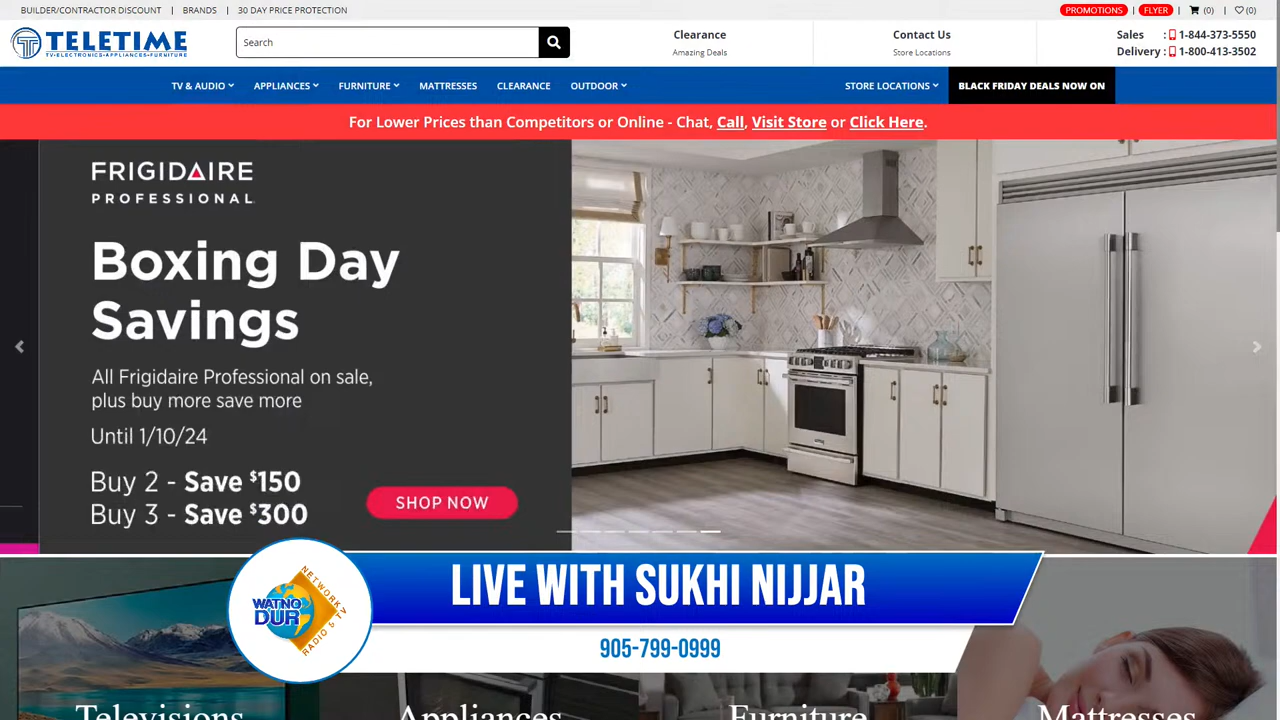 BUILDER/CONTRACTOR DISCOUNT | BRANDS | 30 DAY PRICE PROTECTION
PROMOTIONS | FLYER | (0) | (0)
TELETIME
TV•ELECTRONICS•APPLIANCES•FURNITURE
Search
Clearance
Amazing Deals
Contact Us
Store Locations
Sales : 1-844-373-5550
Delivery : 1-800-413-3502
TV & AUDIO APPLIANCES FURNITURE MATTRESSES CLEARANCE OUTDOOR STORE LOCATIONS BLACK FRIDAY DEALS NOW ON
For Lower Prices than Competitors or Online - Chat, Call, Visit Store or Click Here.
FRIGIDAIRE
PROFESSIONAL
Boxing Day
Savings
All Frigidaire Professional on sale,
plus buy more save more
Until 1/10/24
Buy 2 - Save $150
Buy 3 - Save $300
SHOP NOW
WATNO
DUR
NETWORK
RADIO & TV
LIVE WITH SUKHI NIJJAR
905-799-0999
Televisions
Appliances
Furniture
Mattresses